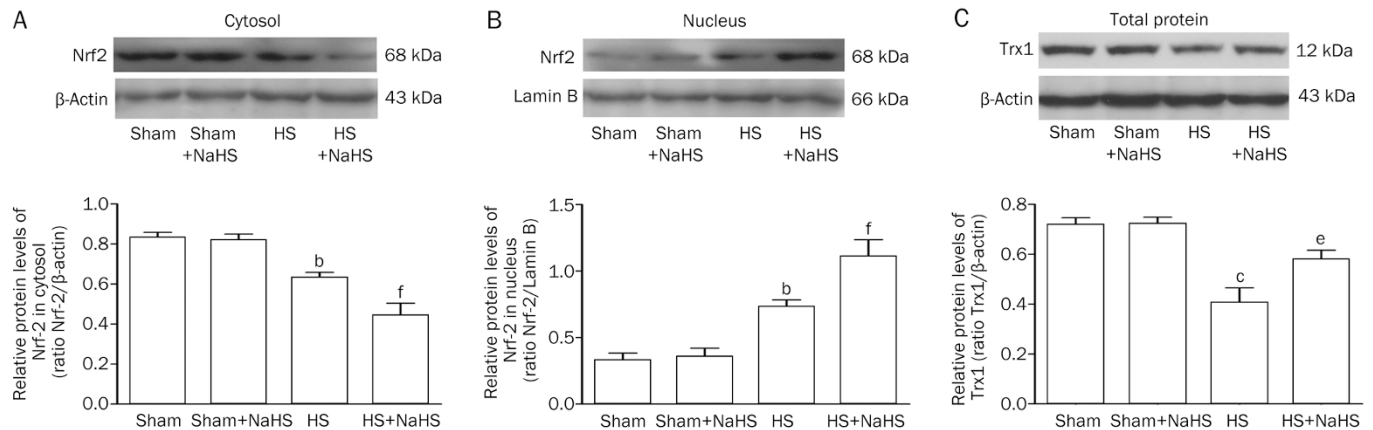 A
Cytosol
Nrf2
68 kDa
β-Actin
43 kDa
Sham
Sham
+NaHS
HS
HS
+NaHS
Relative protein levels of
Nrf-2 in cytosol
(ratio Nrf-2/β-actin)
1.0
0.8
0.6
0.4
0.2
0.0
b
f
Sham
Sham+NaHS
HS
HS+NaHS
B
Nucleus
Nrf2
68 kDa
Lamin B
66 kDa
Sham
Sham
+NaHS
HS
HS
+NaHS
Relative protein levels of
Nrf-2 in nucleus
(ratio Nrf-2/Lamin B)
1.5
1.0
0.5
0.0
b
f
Sham
Sham+NaHS
HS
HS+NaHS
C
Total protein
Trx1
12 kDa
β-Actin
43 kDa
Sham
Sham
+NaHS
HS
HS
+NaHS
Relative protein levels of
Trx1 (ratio Trx1/β-actin)
0.8
0.6
0.4
0.2
0.0
c
e
Sham
Sham+NaHS
HS
HS+NaHS